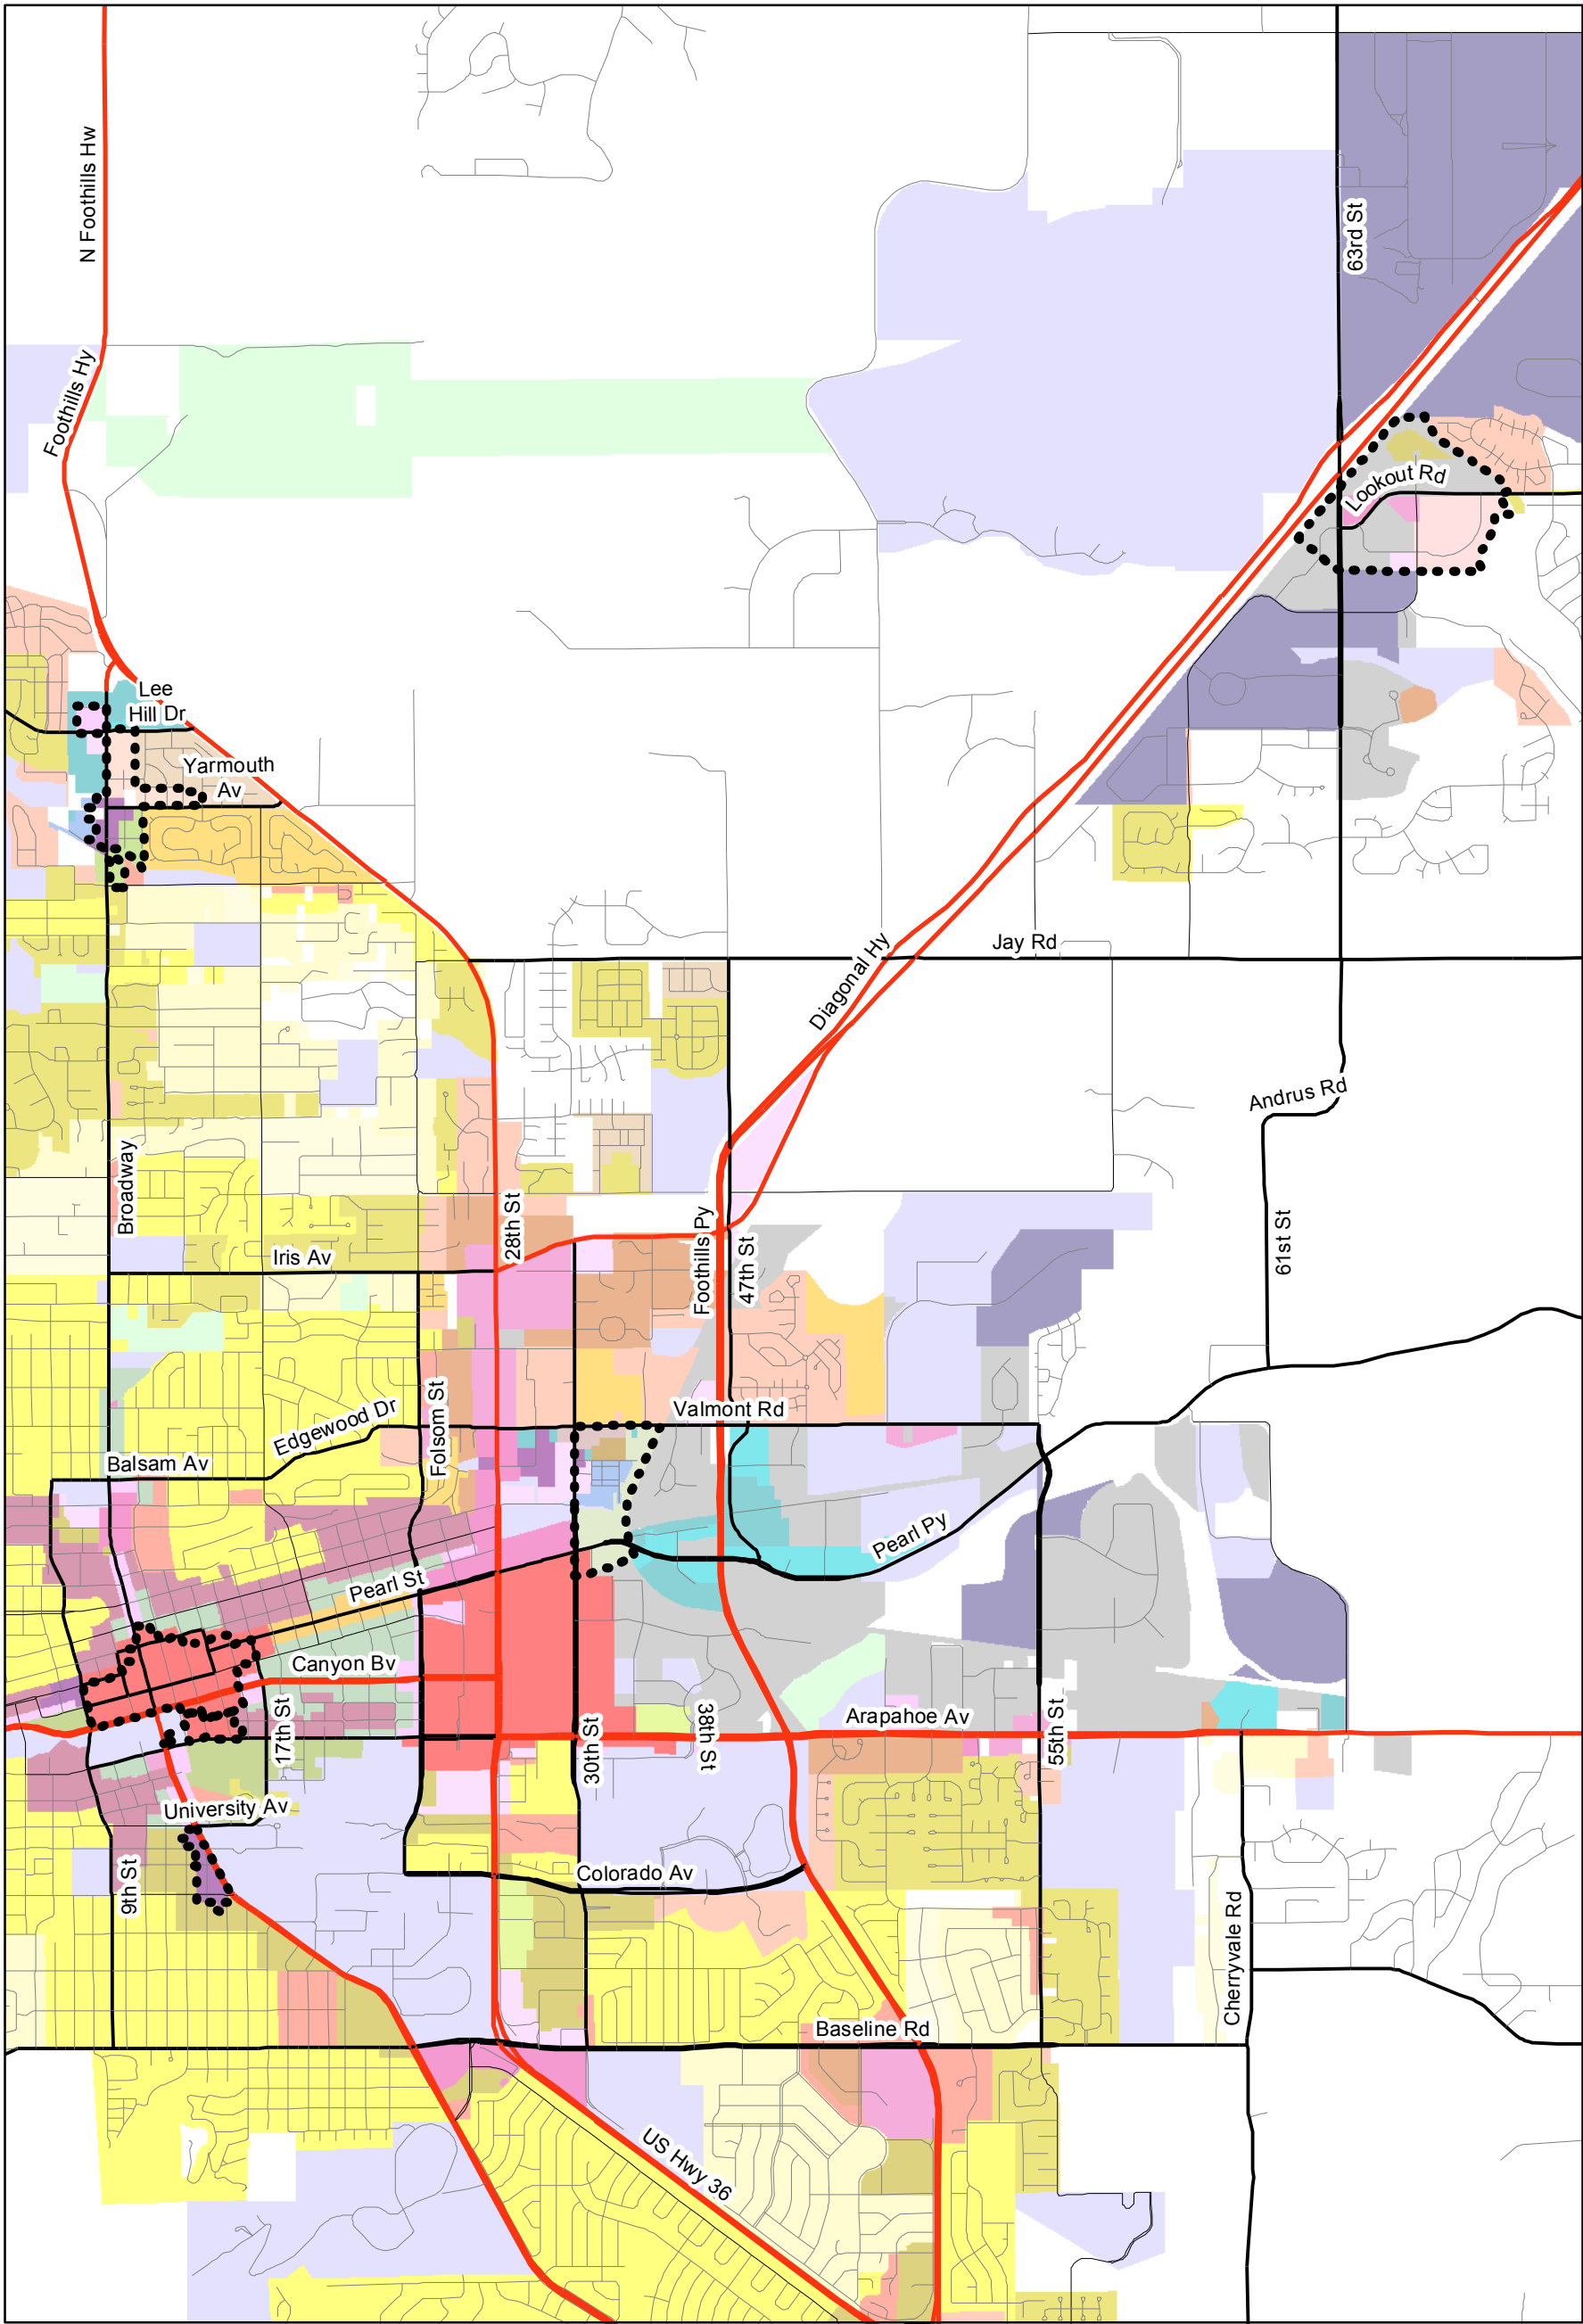 N Foothills Hw
63rd St
Foothills Hy
Lookout Rd
Lee
Hill Dr
Yarmouth
Av
Jay Rd
Diagonal Hy
Andrus Rd
Broadway
28th St
Foothills Py
47th St
61st St
Iris Av
Folsom St
Valmont Rd
Edgewood Dr
Balsam Av
Pearl Py
Pearl St
Canyon Bv
17th St
30th St
38th St
Arapahoe Av
55th St
University Av
9th St
Colorado Av
Cherryvale Rd
Baseline Rd
US Hwy 36